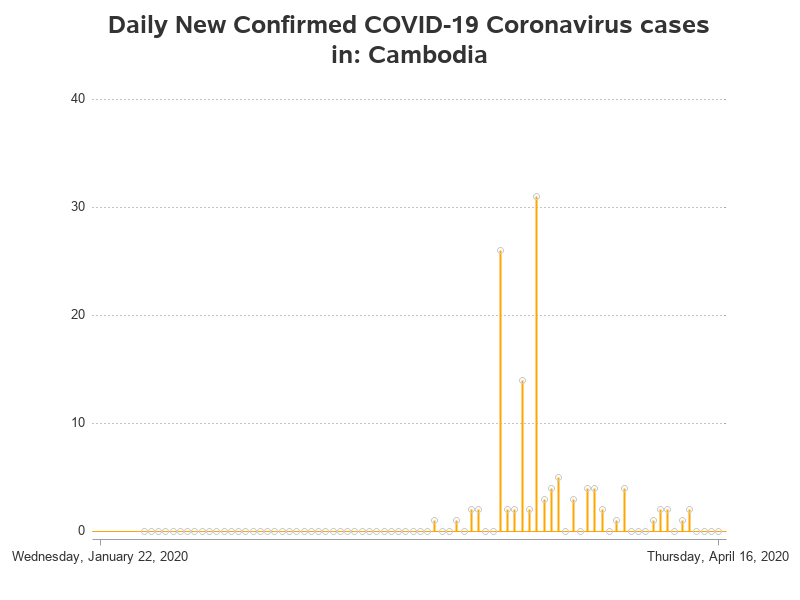 Daily New Confirmed COVID-19 Coronavirus cases
in: Cambodia
40
30
20
10
0
Wednesday, January 22, 2020
Thursday, April 16, 2020